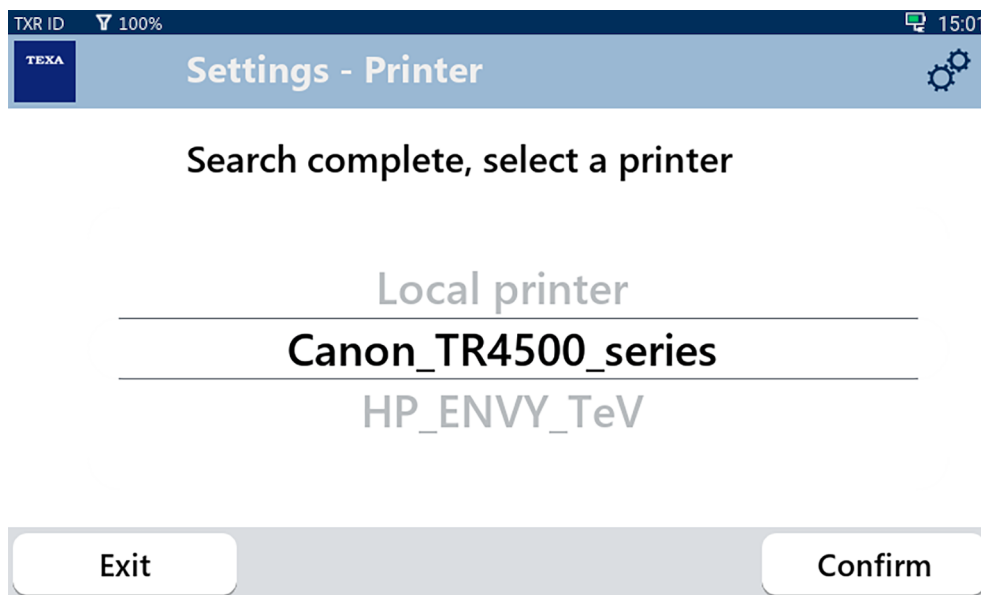 TXR ID 100% 15:01
TEXA
Settings - Printer
Search complete, select a printer
Local printer
Canon_TR4500_series
HP_ENVY_TeV
Exit Confirm